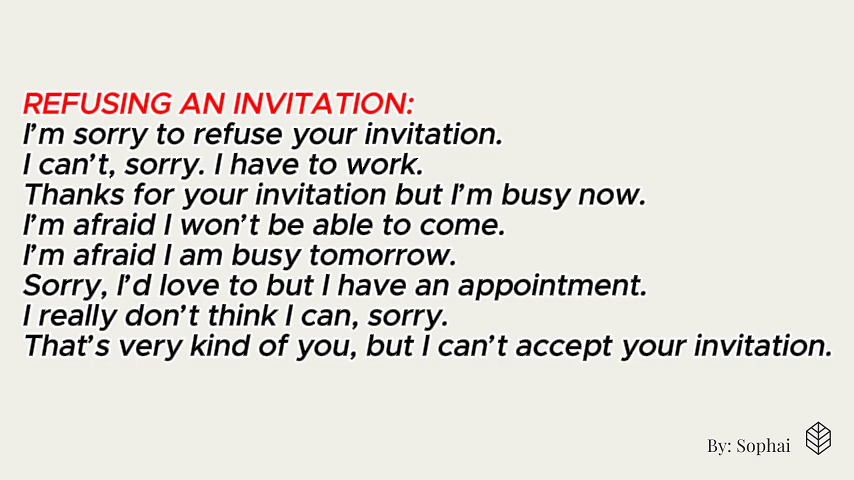 REFUSING AN INVITATION:
I’m sorry to refuse your invitation.
I can’t, sorry. I have to work.
Thanks for your invitation but I’m busy now.
I’m afraid I won’t be able to come.
I’m afraid I am busy tomorrow.
Sorry, I’d love to but I have an appointment.
I really don’t think I can, sorry.
That’s very kind of you, but I can’t accept your invitation.
By: Sophai